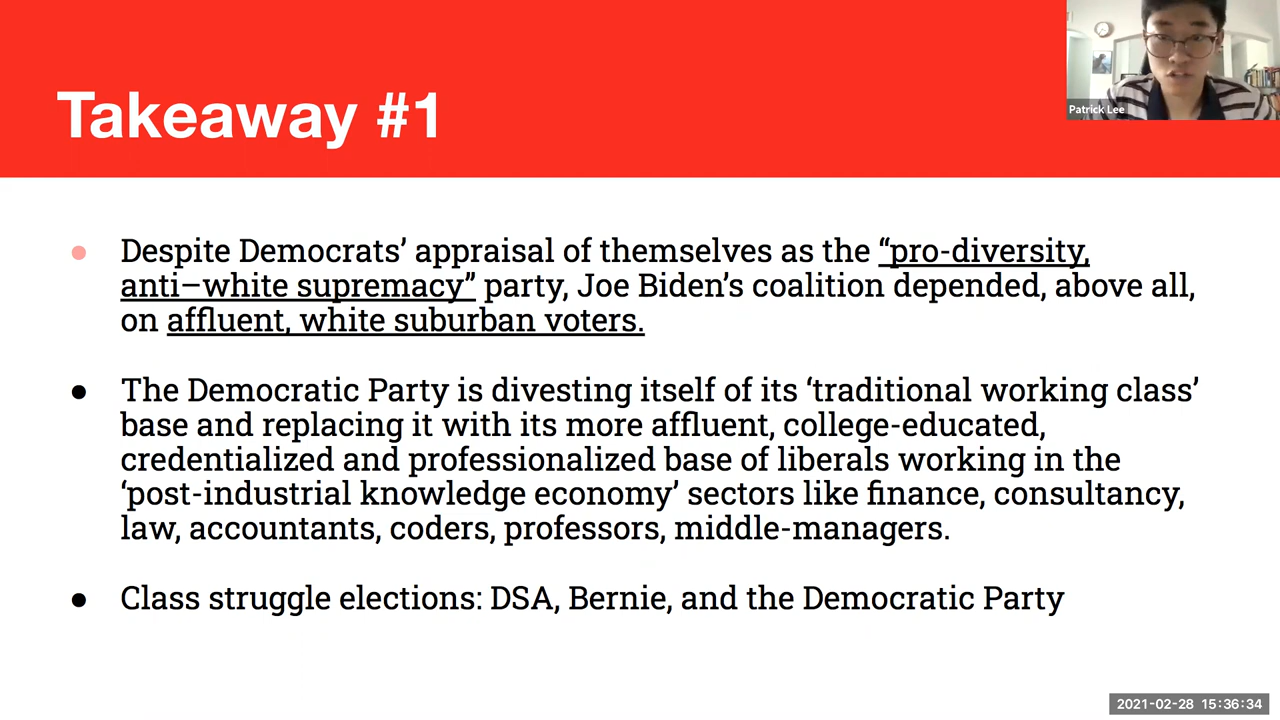 Takeaway #1
Patrick Lee
● Despite Democrats’ appraisal of themselves as the “pro-diversity,
anti–white supremacy” party, Joe Biden’s coalition depended, above all,
on affluent, white suburban voters.
● The Democratic Party is divesting itself of its ‘traditional working class’
base and replacing it with its more affluent, college-educated,
credentialized and professionalized base of liberals working in the
‘post-industrial knowledge economy’ sectors like finance, consultancy,
law, accountants, coders, professors, middle-managers.
● Class struggle elections: DSA, Bernie, and the Democratic Party
2021-02-28 15:36:34